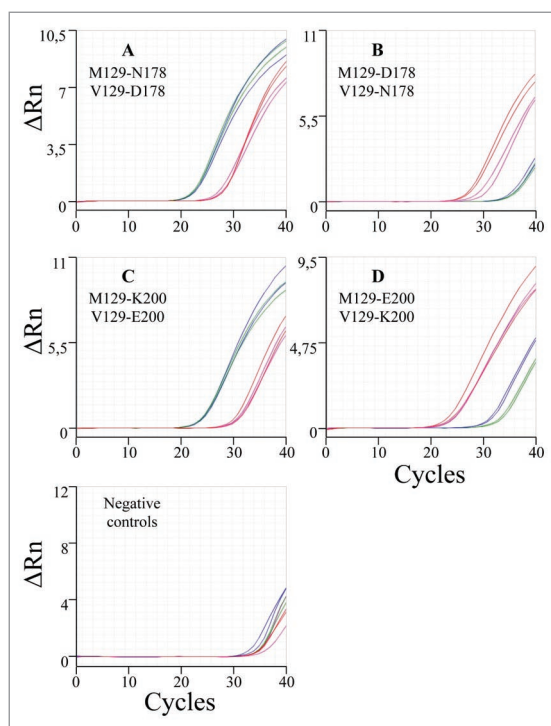 10,5
A
M129-N178
V129-D178
ΔRn
7
3,5
0
0 10 20 30 40
11
B
M129-D178
V129-N178
5,5
0
0 10 20 30 40
11
C
M129-K200
V129-E200
ΔRn
5,5
0
0 10 20 30 40
9,5
D
M129-E200
V129-K200
4,75
0
0 10 20 30 40
Cycles
12
Negative
controls
ΔRn
8
4
0
0 10 20 30 40
Cycles